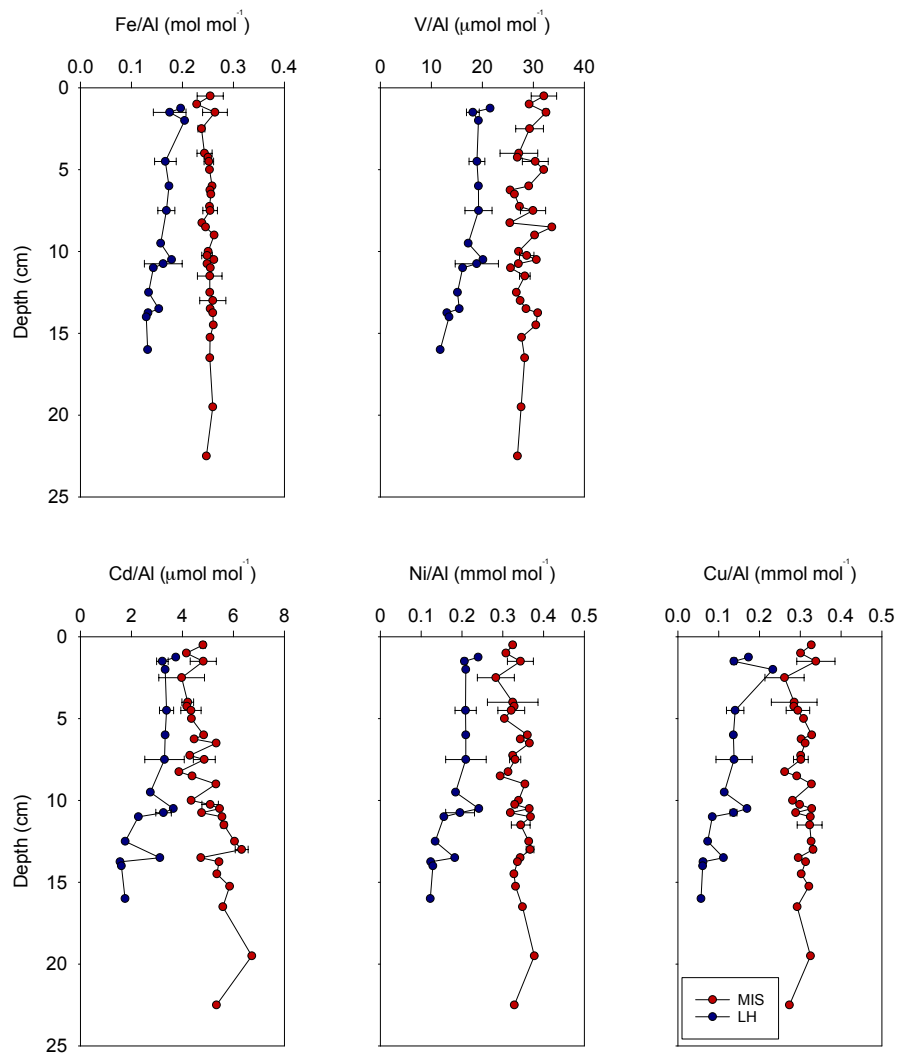 Fe/Al (mol mol⁻¹)
V/Al (μmol mol⁻¹)
0.0 0.1 0.2 0.3 0.4
0 10 20 30 40
0
5
10
15
20
25
Depth (cm)
Cd/Al (μmol mol⁻¹)
Ni/Al (mmol mol⁻¹)
Cu/Al (mmol mol⁻¹)
0 2 4 6 8
0.0 0.1 0.2 0.3 0.4 0.5
0.0 0.1 0.2 0.3 0.4 0.5
0
5
10
15
20
25
Depth (cm)
MIS
LH